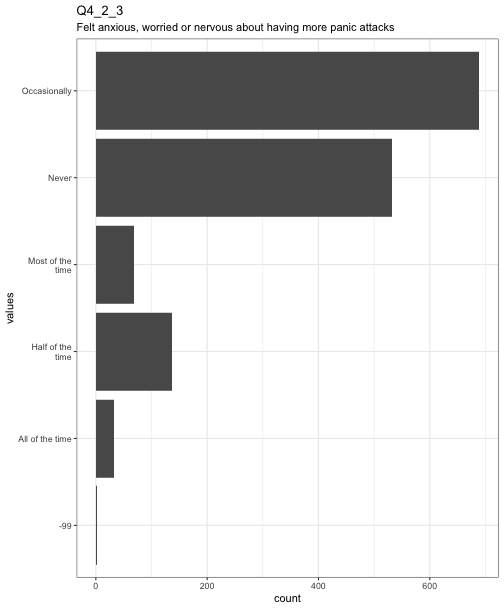 Q4_2_3
Felt anxious, worried or nervous about having more panic attacks
Occasionally
Never
Most of the
time
Half of the
time
All of the time
-99
values
0 200 400 600
count